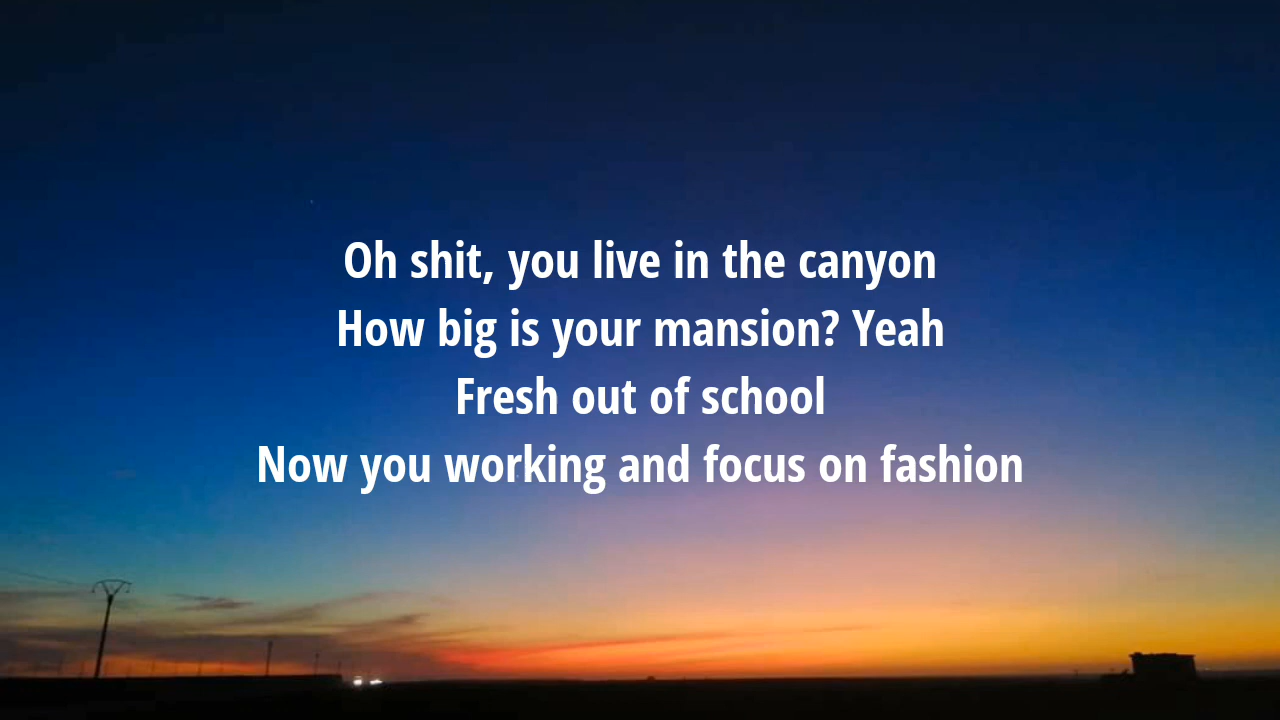 Oh shit, you live in the canyon
How big is your mansion? Yeah
Fresh out of school
Now you working and focus on fashion